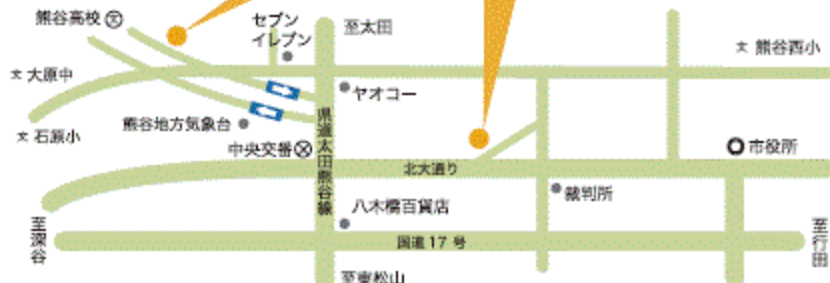 熊谷高校
セブン
イレブン
至太田
文 熊谷西小
文 大原中
ヤオコー
熊谷地方気象台
文 石原小
中央交番
県道太田熊谷線
市役所
北大通り
裁判所
八木橋百貨店
至深谷
国道17号
至行田
至東松山